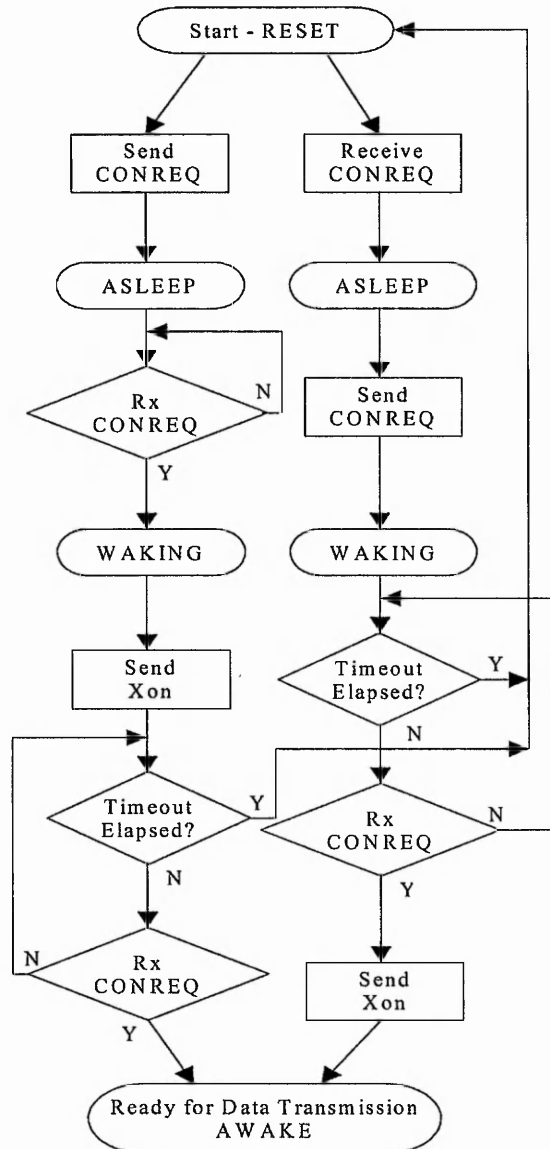 Start - RESET
Send
CONREQ
Receive
CONREQ
ASLEEP
ASLEEP
Rx
CONREQ
N
Y
Send
CONREQ
WAKING
WAKING
Send
Xon
Timeout
Elapsed?
Y
N
Timeout
Elapsed?
Y
N
Rx
CONREQ
N
Y
Rx
CONREQ
N
Y
Send
Xon
Ready for Data Transmission
AWAKE